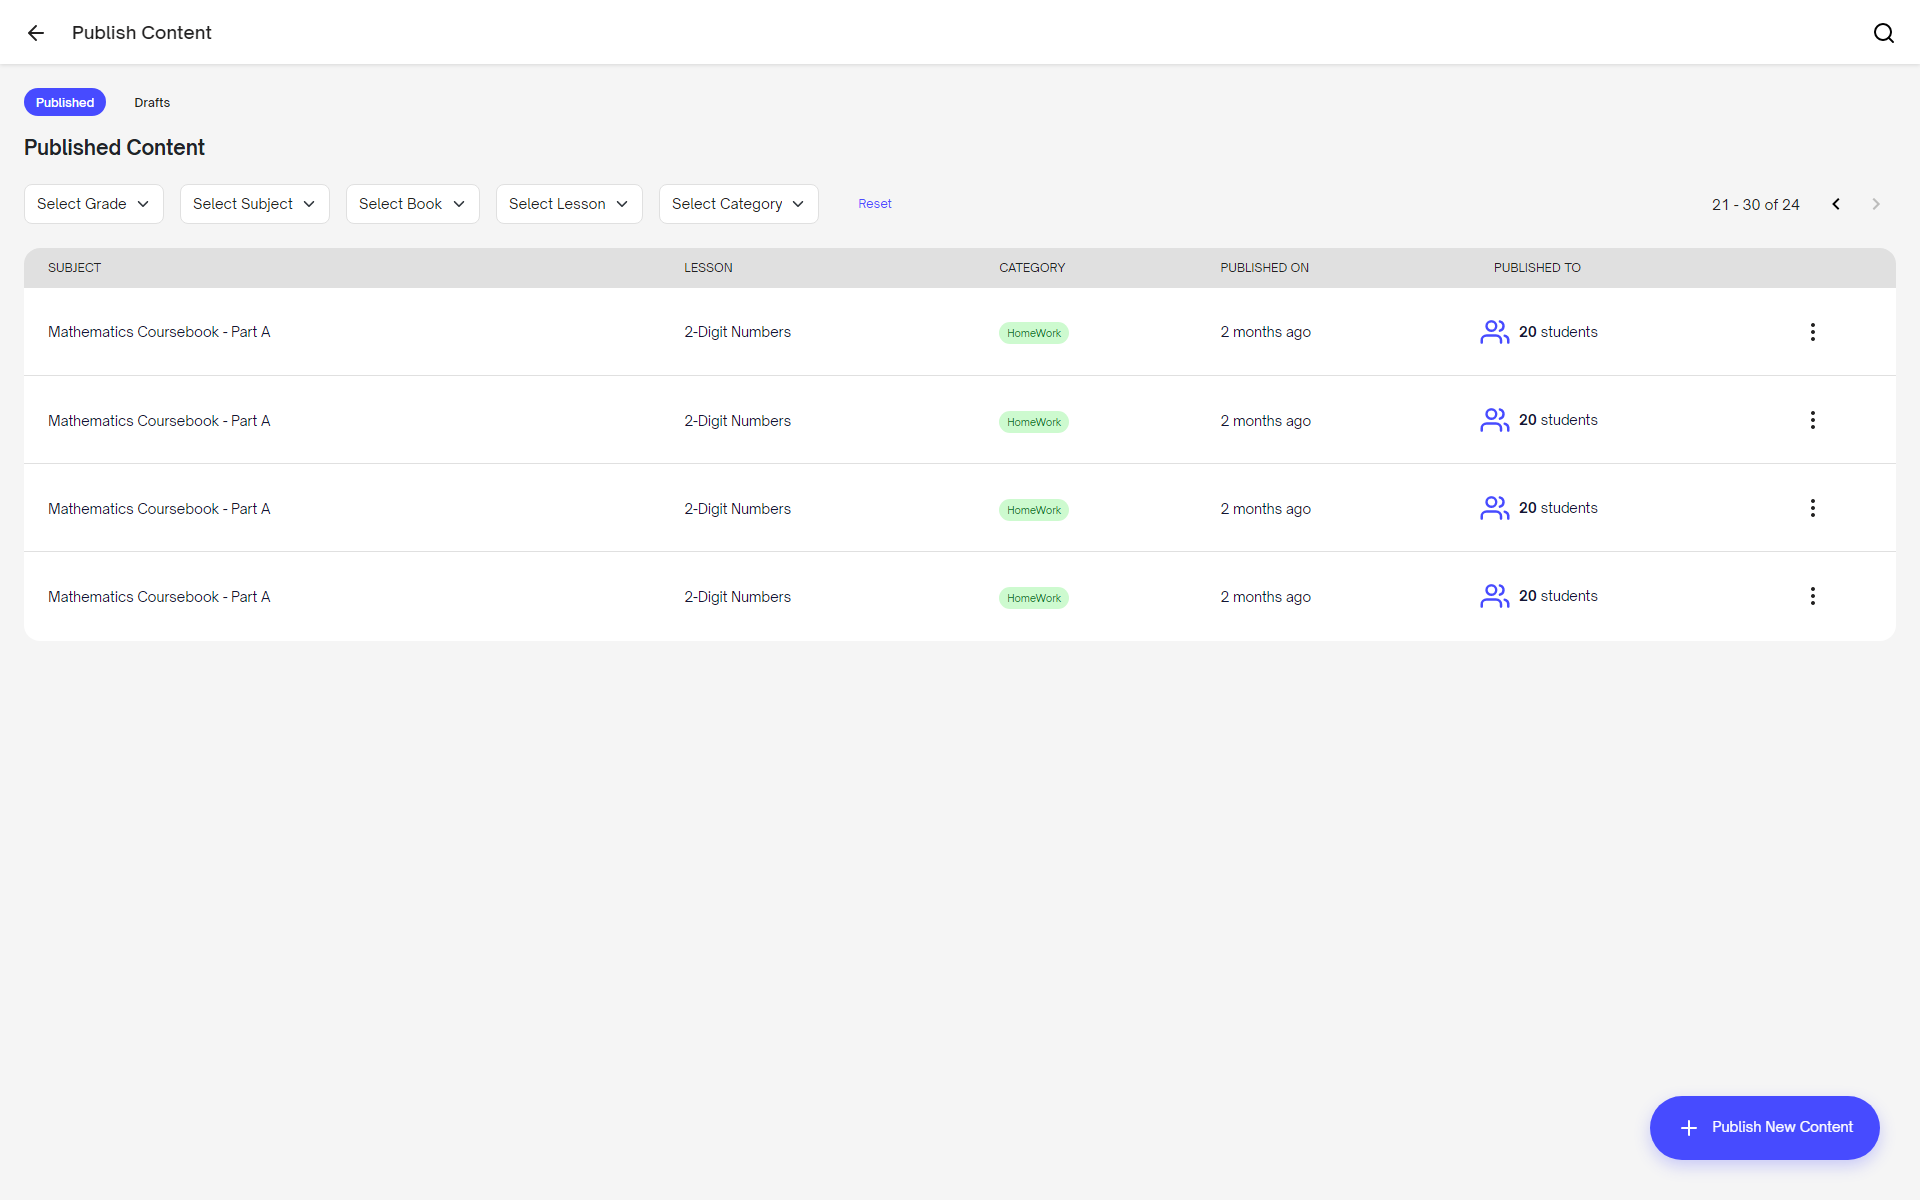 Publish Content
Published Drafts
Published Content
Select Grade Select Subject Select Book Select Lesson Select Category Reset 21 - 30 of 24
SUBJECT LESSON CATEGORY PUBLISHED ON PUBLISHED TO
Mathematics Coursebook - Part A 2-Digit Numbers HomeWork 2 months ago 20 students
Mathematics Coursebook - Part A 2-Digit Numbers HomeWork 2 months ago 20 students
Mathematics Coursebook - Part A 2-Digit Numbers HomeWork 2 months ago 20 students
Mathematics Coursebook - Part A 2-Digit Numbers HomeWork 2 months ago 20 students
Publish New Content